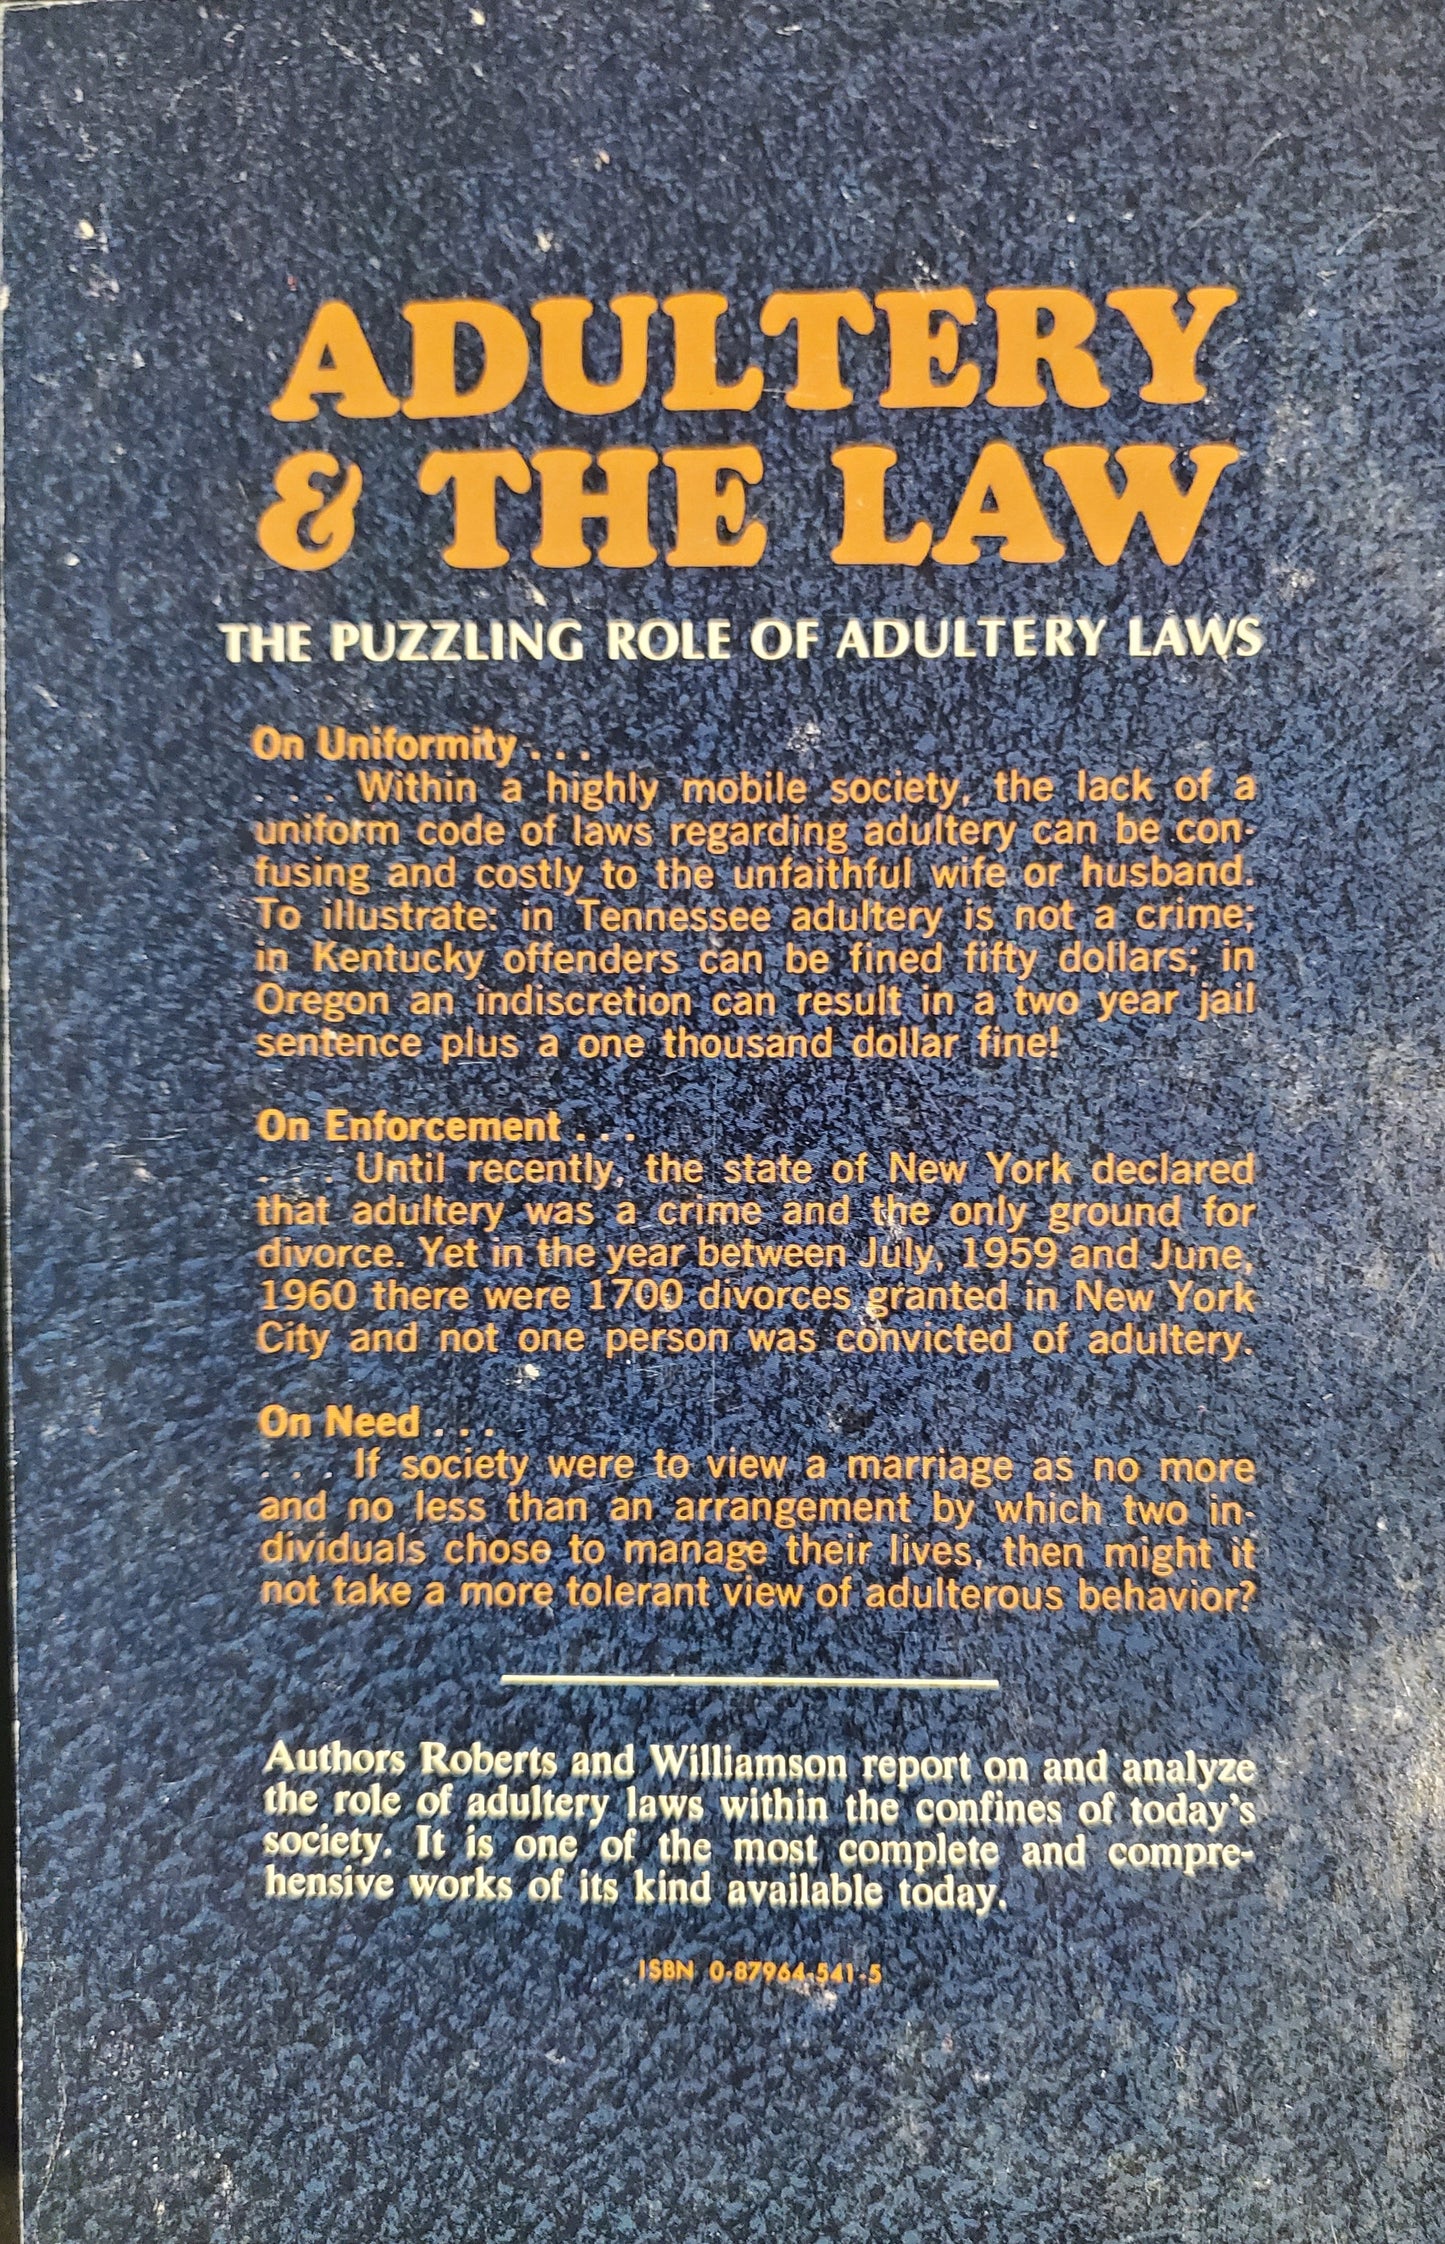 ADULTERY
& THE LAW
THE PUZZLING ROLE OF ADULTERY LAWS
On Uniformity . . .
. . . Within a highly mobile society, the lack of a
uniform code of laws regarding adultery can be con-
fusing and costly to the unfaithful wife or husband.
To illustrate: in Tennessee adultery is not a crime;
in Kentucky offenders can be fined fifty dollars; in
Oregon an indiscretion can result in a two year jail
sentence plus a one thousand dollar fine!
On Enforcement . . .
. . . Until recently, the state of New York declared
that adultery was a crime and the only ground for
divorce. Yet in the year between July, 1959 and June,
1960 there were 1700 divorces granted in New York
City and not one person was convicted of adultery.
On Need . . .
. . . If society were to view a marriage as no more
and no less than an arrangement by which two in-
dividuals chose to manage their lives, then might it
not take a more tolerant view of adulterous behavior?
Authors Roberts and Williamson report on and analyze
the role of adultery laws within the confines of today's
society. It is one of the most complete and compre-
hensive works of its kind available today.
ISBN 0-87964-541-5